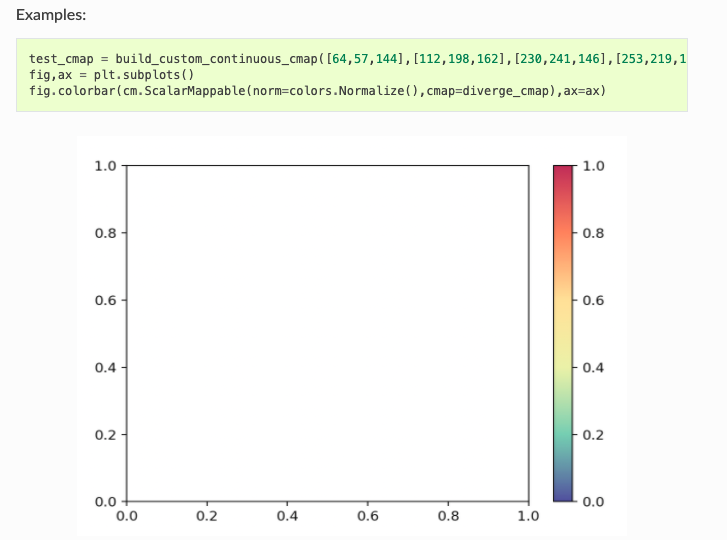 Examples:
test_cmap = build_custom_continuous_cmap([64,57,144],[112,198,162],[230,241,146],[253,219,1
fig,ax = plt.subplots()
fig.colorbar(cm.ScalarMappable(norm=colors.Normalize(),cmap=diverge_cmap),ax=ax)
1.0
0.8
0.6
0.4
0.2
0.0
0.0 0.2 0.4 0.6 0.8 1.0
1.0
0.8
0.6
0.4
0.2
0.0